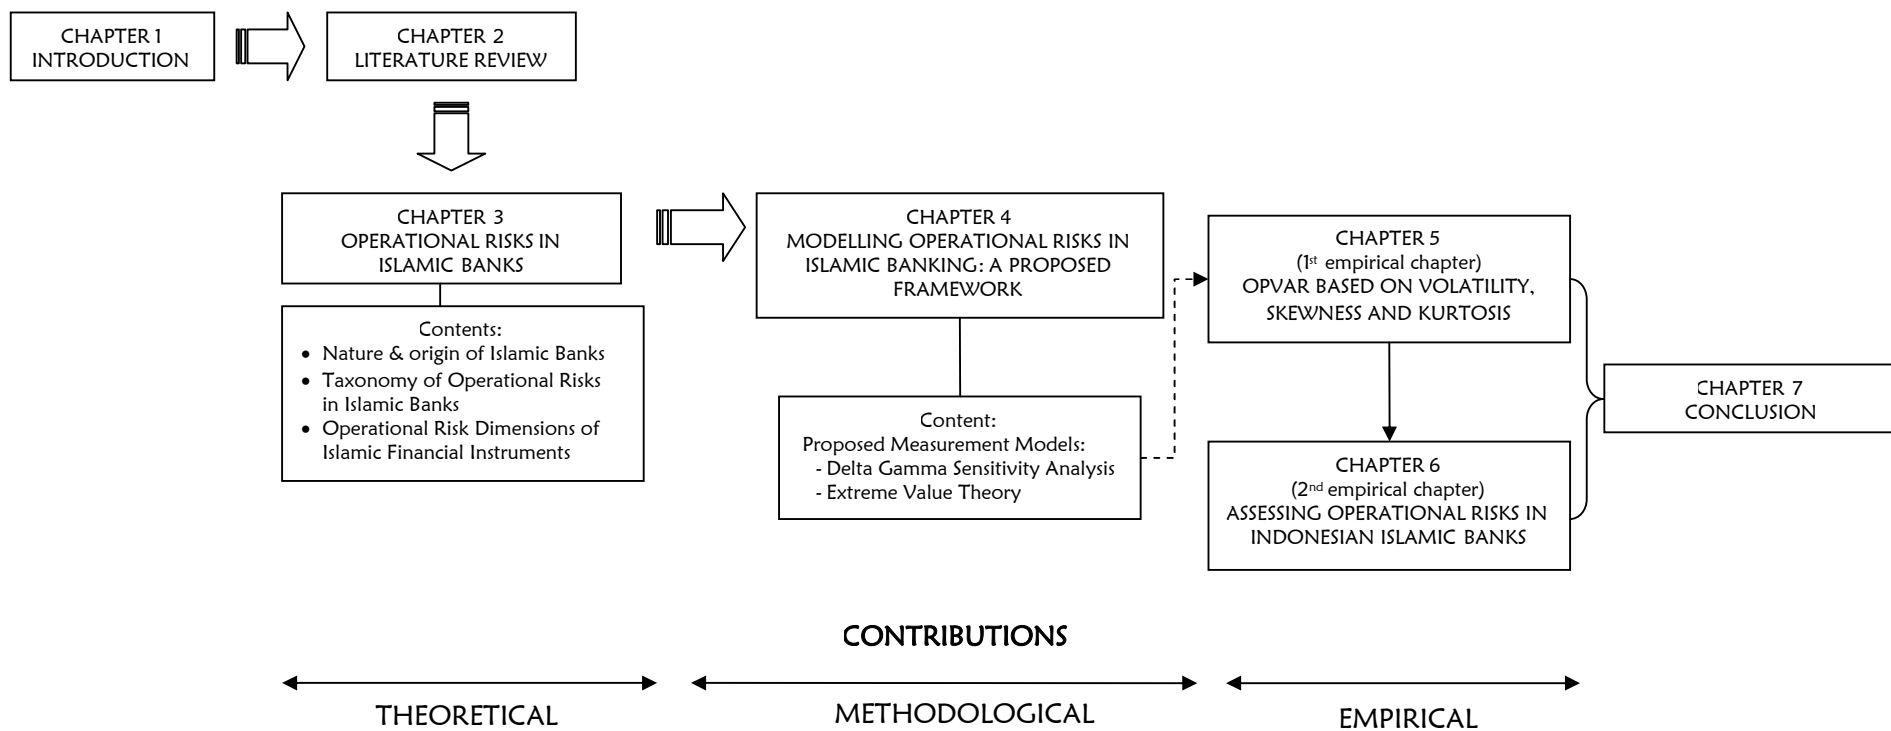 CHAPTER 1
INTRODUCTION
CHAPTER 2
LITERATURE REVIEW
CHAPTER 3
OPERATIONAL RISKS IN
ISLAMIC BANKS
Contents:
• Nature & origin of Islamic Banks
• Taxonomy of Operational Risks
in Islamic Banks
• Operational Risk Dimensions of
Islamic Financial Instruments
CHAPTER 4
MODELLING OPERATIONAL RISKS IN
ISLAMIC BANKING: A PROPOSED
FRAMEWORK
Content:
Proposed Measurement Models:
- Delta Gamma Sensitivity Analysis
- Extreme Value Theory
CHAPTER 5
(1st empirical chapter)
OPVAR BASED ON VOLATILITY,
SKEWNESS AND KURTOSIS
CHAPTER 6
(2nd empirical chapter)
ASSESSING OPERATIONAL RISKS IN
INDONESIAN ISLAMIC BANKS
CHAPTER 7
CONCLUSION
CONTRIBUTIONS
THEORETICAL
METHODOLOGICAL
EMPIRICAL